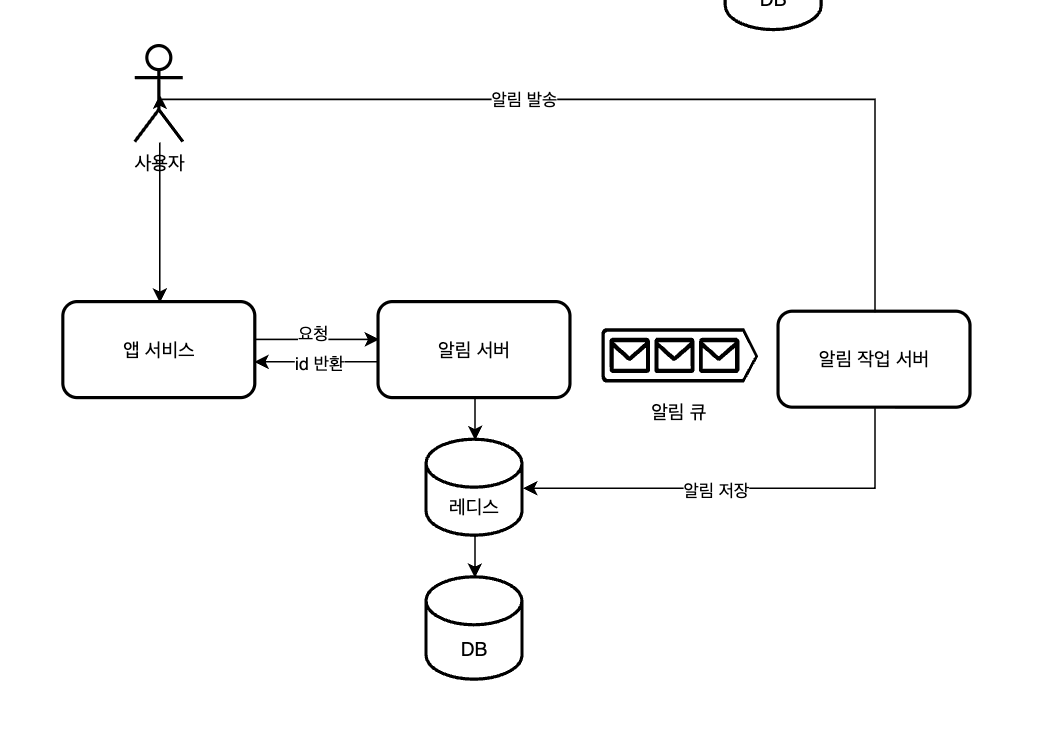 DB
알림 발송
사용자
앱 서비스
요청
id 반환
알림 서버
알림 큐
알림 작업 서버
레디스
알림 저장
DB